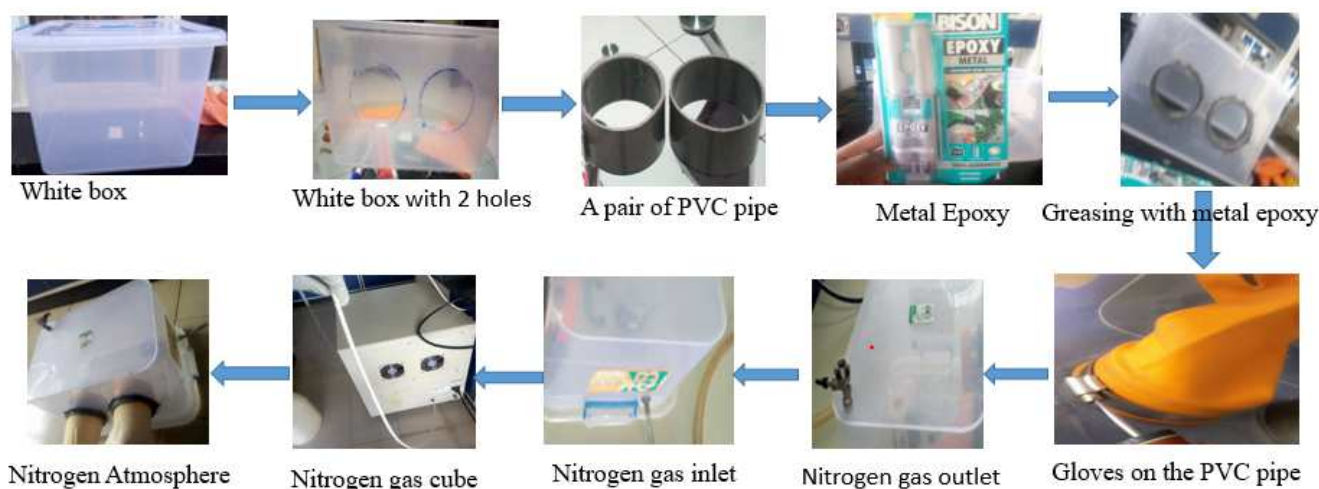 BISON
EPOXY
METAL
EPOXY
White box
White box with 2 holes
A pair of PVC pipe
Metal Epoxy
Greasing with metal epoxy
Nitrogen Atmosphere
Nitrogen gas cube
Nitrogen gas inlet
Nitrogen gas outlet
Gloves on the PVC pipe